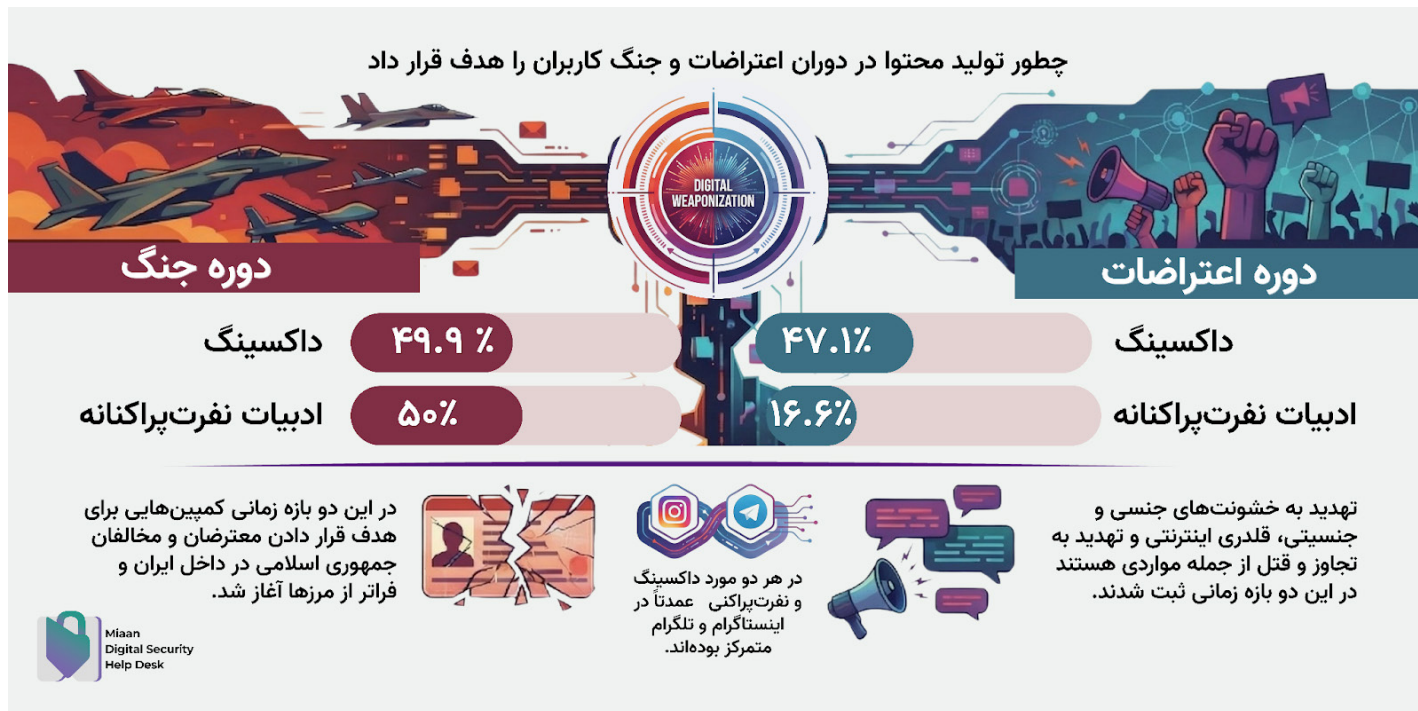 چطور تولید محتوا در دوران اعتراضات و جنگ کاربران را هدف قرار داد
DIGITAL
WEAPONIZATION
دوره اعتراضات
داکسینگ
۴۷.۱٪
ادبیات نفرت‌پراکنانه
۱۶.۶٪
دوره جنگ
۴۹.۹ ٪
داکسینگ
۵۰٪
ادبیات نفرت‌پراکنانه
تهدید به خشونت‌های جنسی و
جنسیتی، قلدری اینترنتی و تهدید به
تجاوز و قتل از جمله مواردی هستند
در این دو بازه زمانی ثبت شدند.
در هر دو مورد داکسینگ
و نفرت‌پراکنی عمدتاً در
اینستاگرام و تلگرام
متمرکز بوده‌اند.
در این دو بازه زمانی کمپین‌هایی برای
هدف قرار دادن معترضان و مخالفان
جمهوری اسلامی در داخل ایران و
فراتر از مرزها آغاز شد.
Miaan
Digital Security
Help Desk